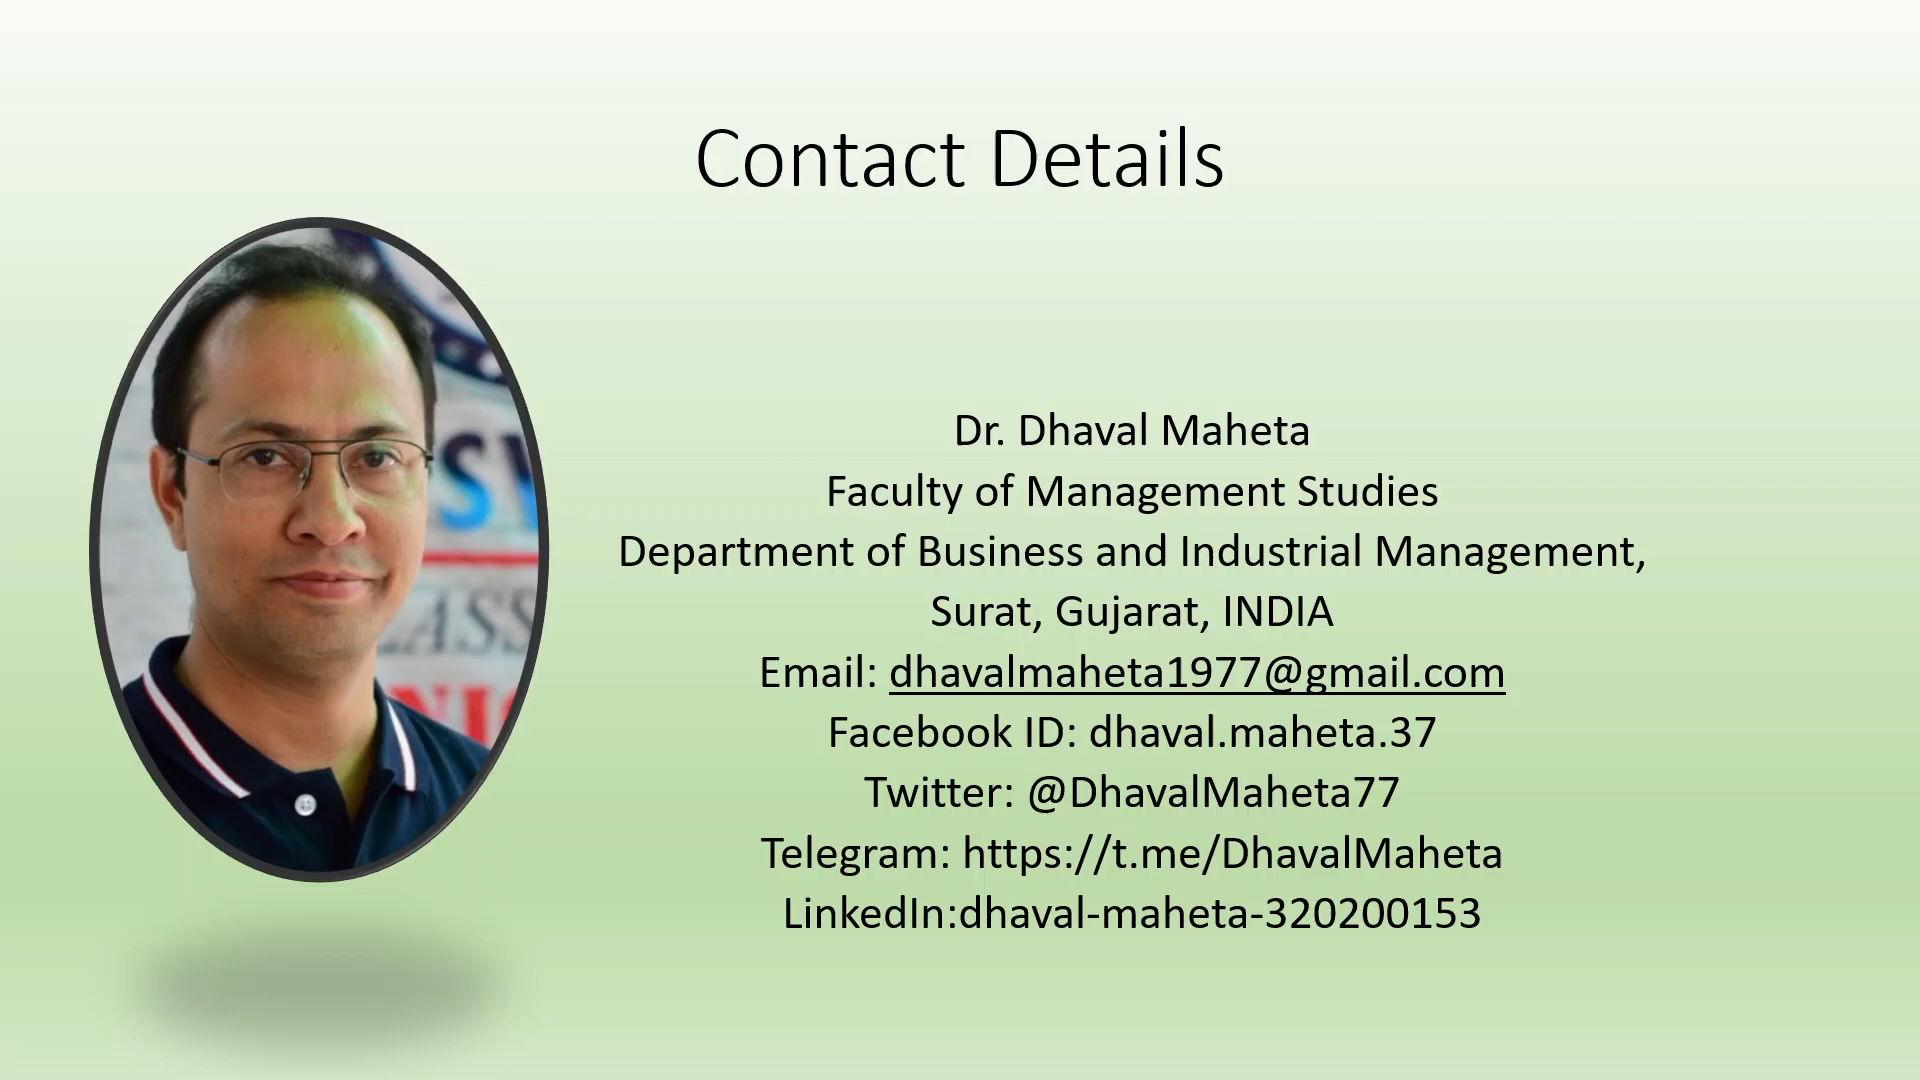 Contact Details
Dr. Dhaval Maheta
Faculty of Management Studies
Department of Business and Industrial Management,
Surat, Gujarat, INDIA
Email: dhavalmaheta1977@gmail.com
Facebook ID: dhaval.maheta.37
Twitter: @DhavalMaheta77
Telegram: https://t.me/DhavalMaheta
LinkedIn:dhaval-maheta-320200153